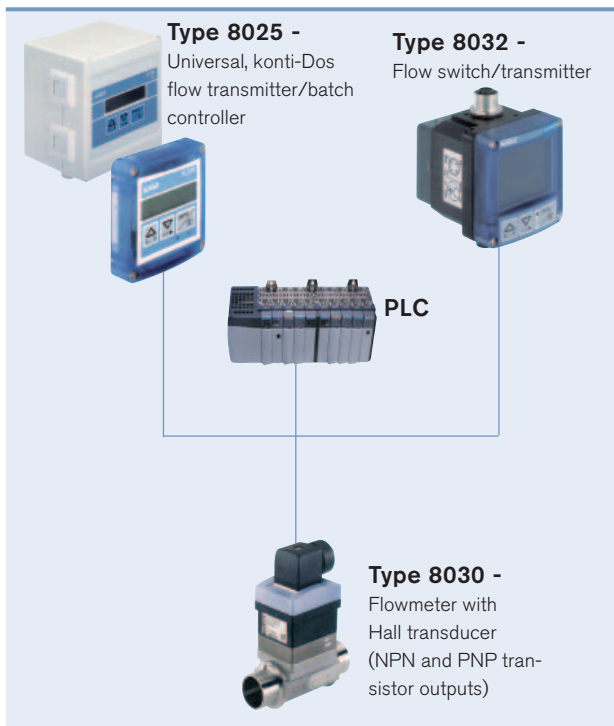 Type 8025 -
Universal, konti-Dos
flow transmitter/batch
controller
Type 8032 -
Flow switch/transmitter
PLC
Type 8030 -
Flowmeter with
Hall transducer
(NPN and PNP tran-
sistor outputs)